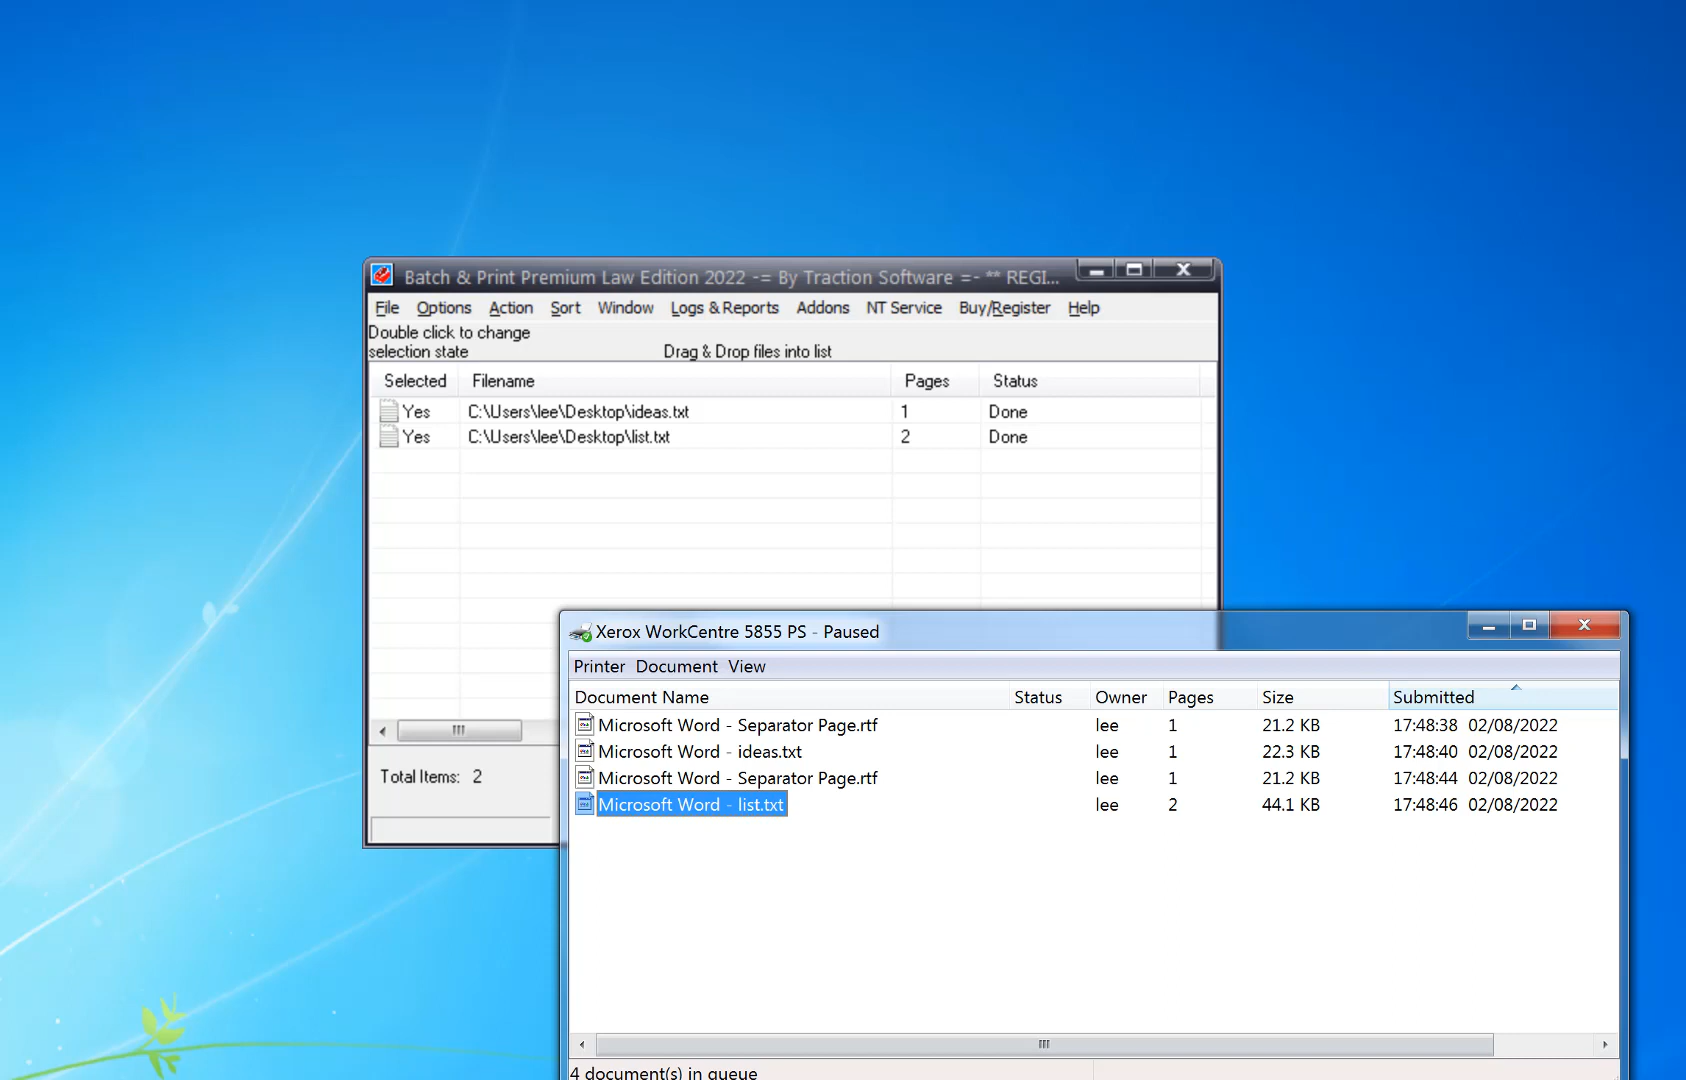 Batch & Print Premium Law Edition 2022 -= By Traction Software =- ** REGI...
File Options Action Sort Window Logs & Reports Addons NT Service Buy/Register Help
Double click to change
selection state Drag & Drop files into list
Selected Filename Pages Status
Yes C:\Users\lee\Desktop\ideas.txt 1 Done
Yes C:\Users\lee\Desktop\list.txt 2 Done
Total Items: 2
Xerox WorkCentre 5855 PS - Paused
Printer Document View
Document Name Status Owner Pages Size Submitted
Microsoft Word - Separator Page.rtf lee 1 21.2 KB 17:48:38 02/08/2022
Microsoft Word - ideas.txt lee 1 22.3 KB 17:48:40 02/08/2022
Microsoft Word - Separator Page.rtf lee 1 21.2 KB 17:48:44 02/08/2022
Microsoft Word - list.txt lee 2 44.1 KB 17:48:46 02/08/2022
4 document(s) in queue